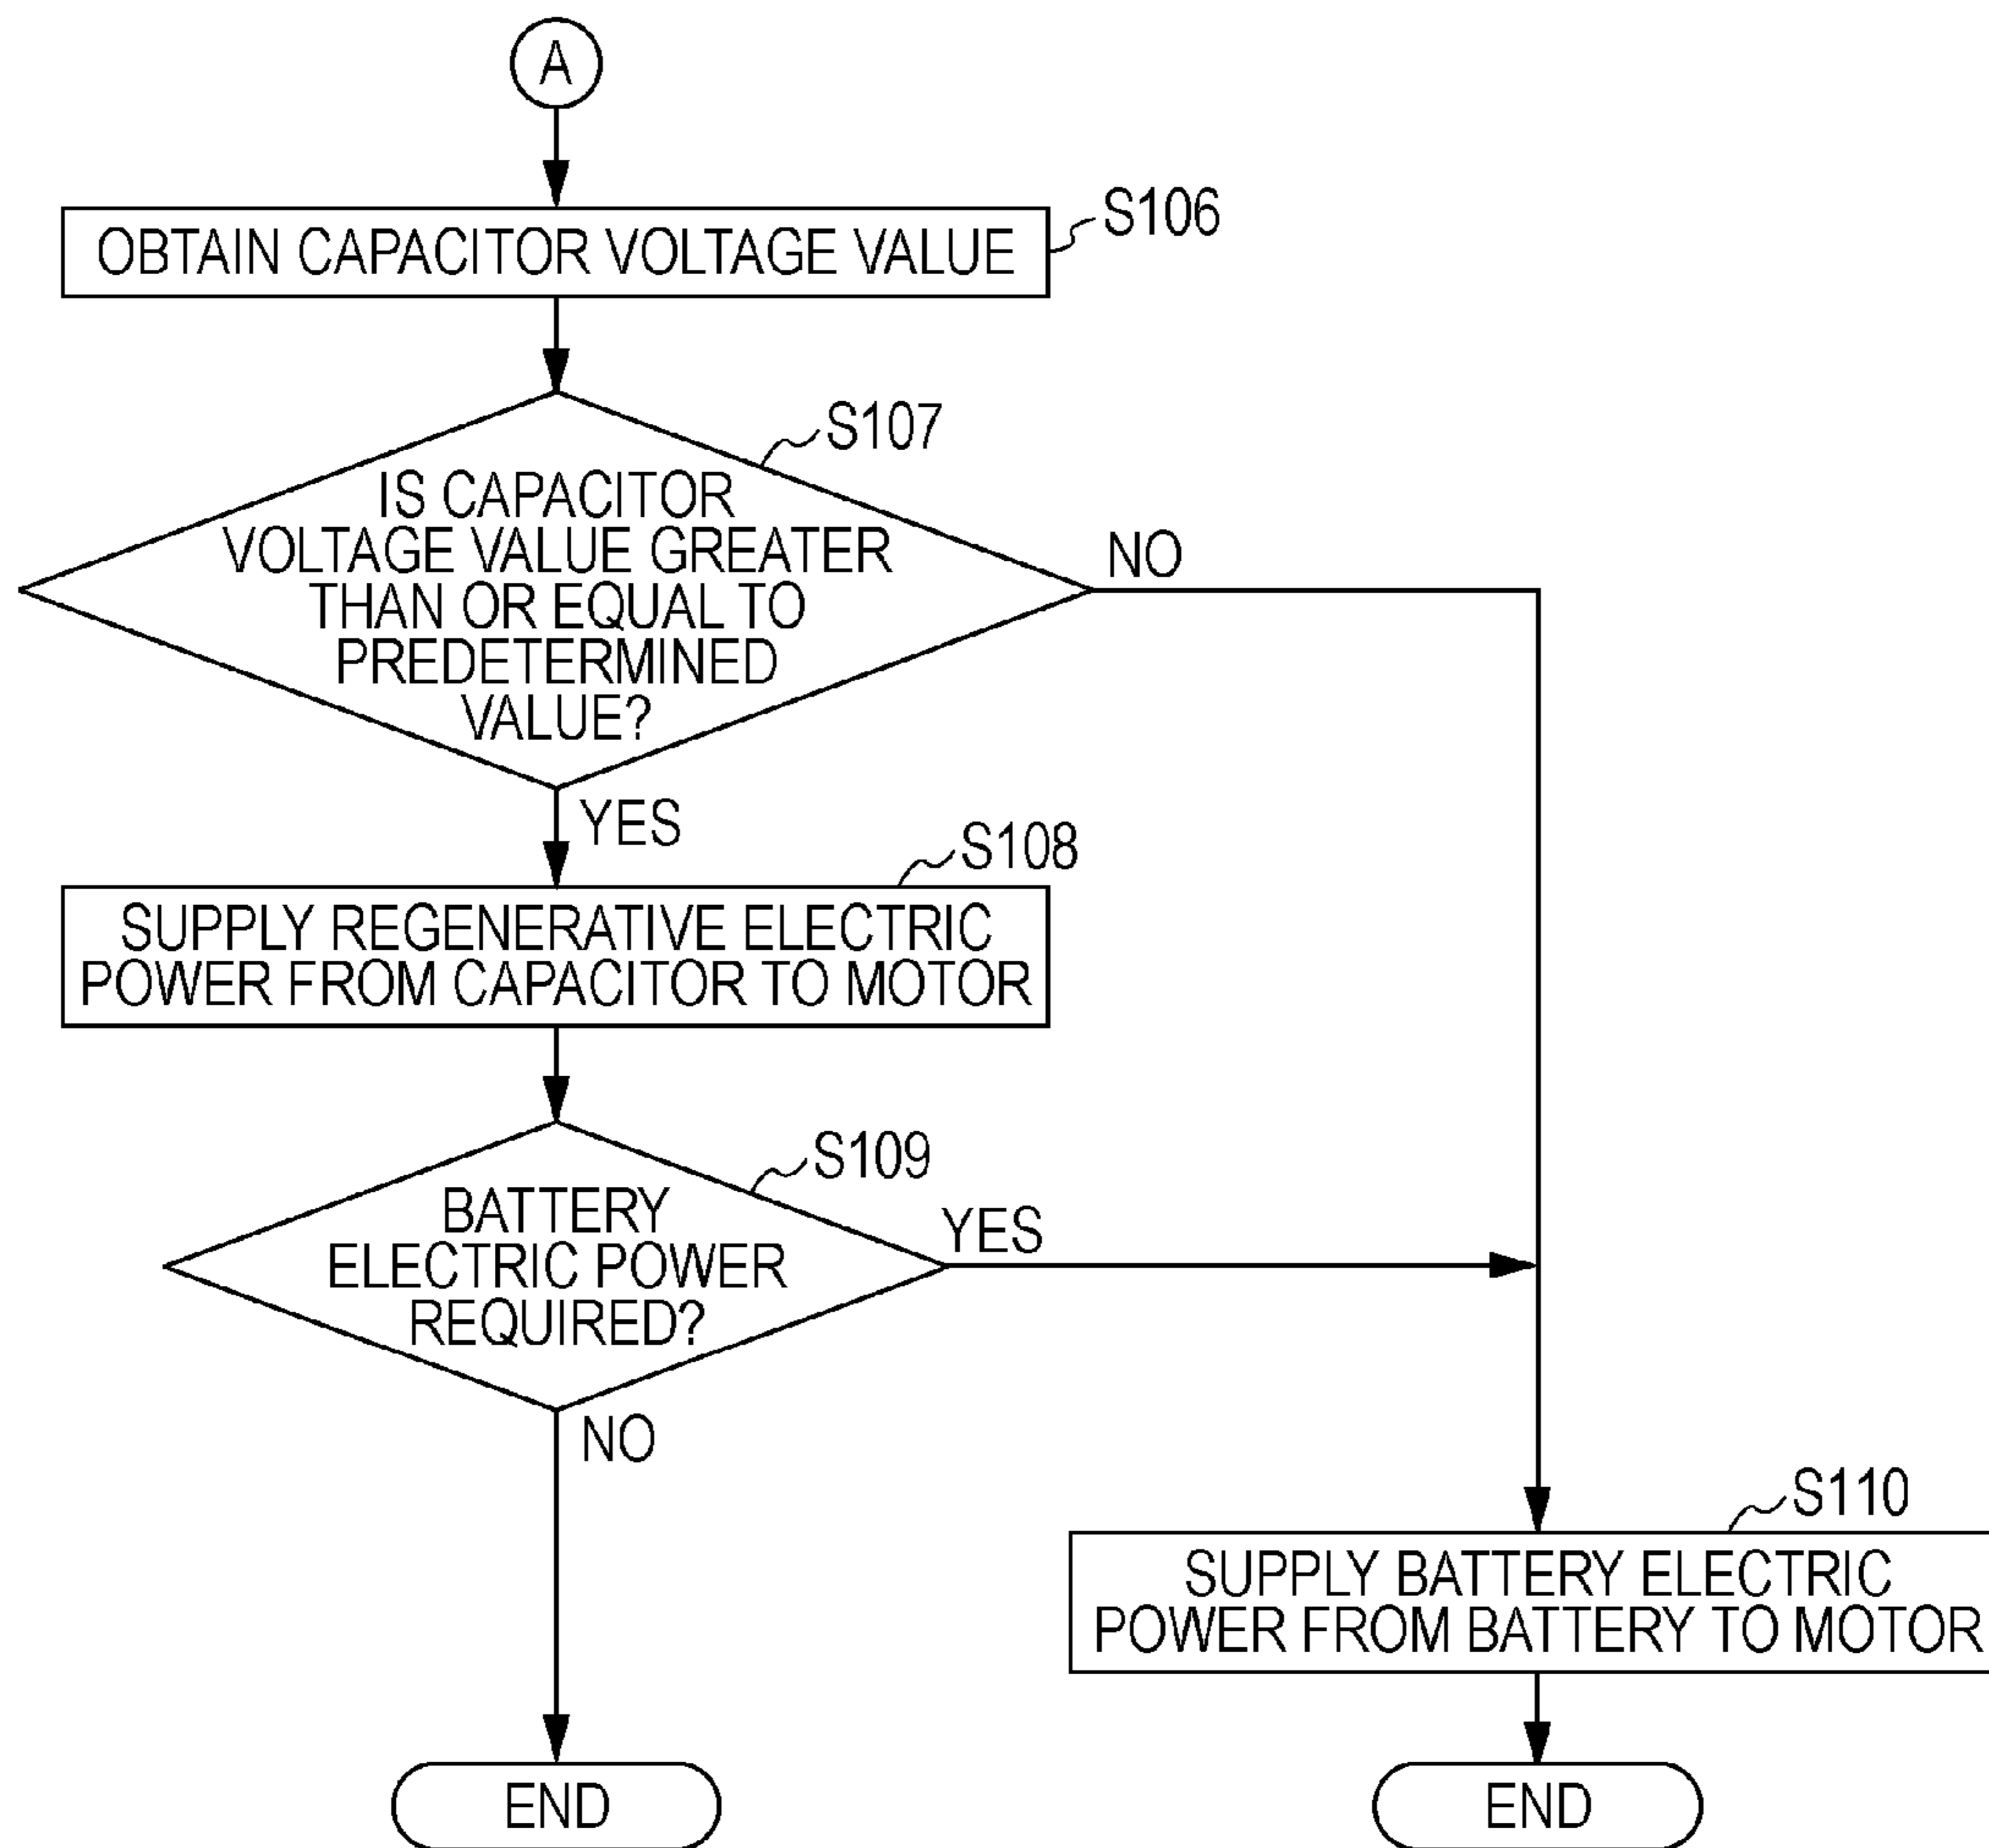 A
OBTAIN CAPACITOR VOLTAGE VALUE
S106
S107
IS CAPACITOR
VOLTAGE VALUE GREATER
THAN OR EQUAL TO
PREDETERMINED
VALUE?
NO
YES
S108
SUPPLY REGENERATIVE ELECTRIC
POWER FROM CAPACITOR TO MOTOR
S109
BATTERY
ELECTRIC POWER
REQUIRED?
YES
NO
S110
SUPPLY BATTERY ELECTRIC
POWER FROM BATTERY TO MOTOR
END
END